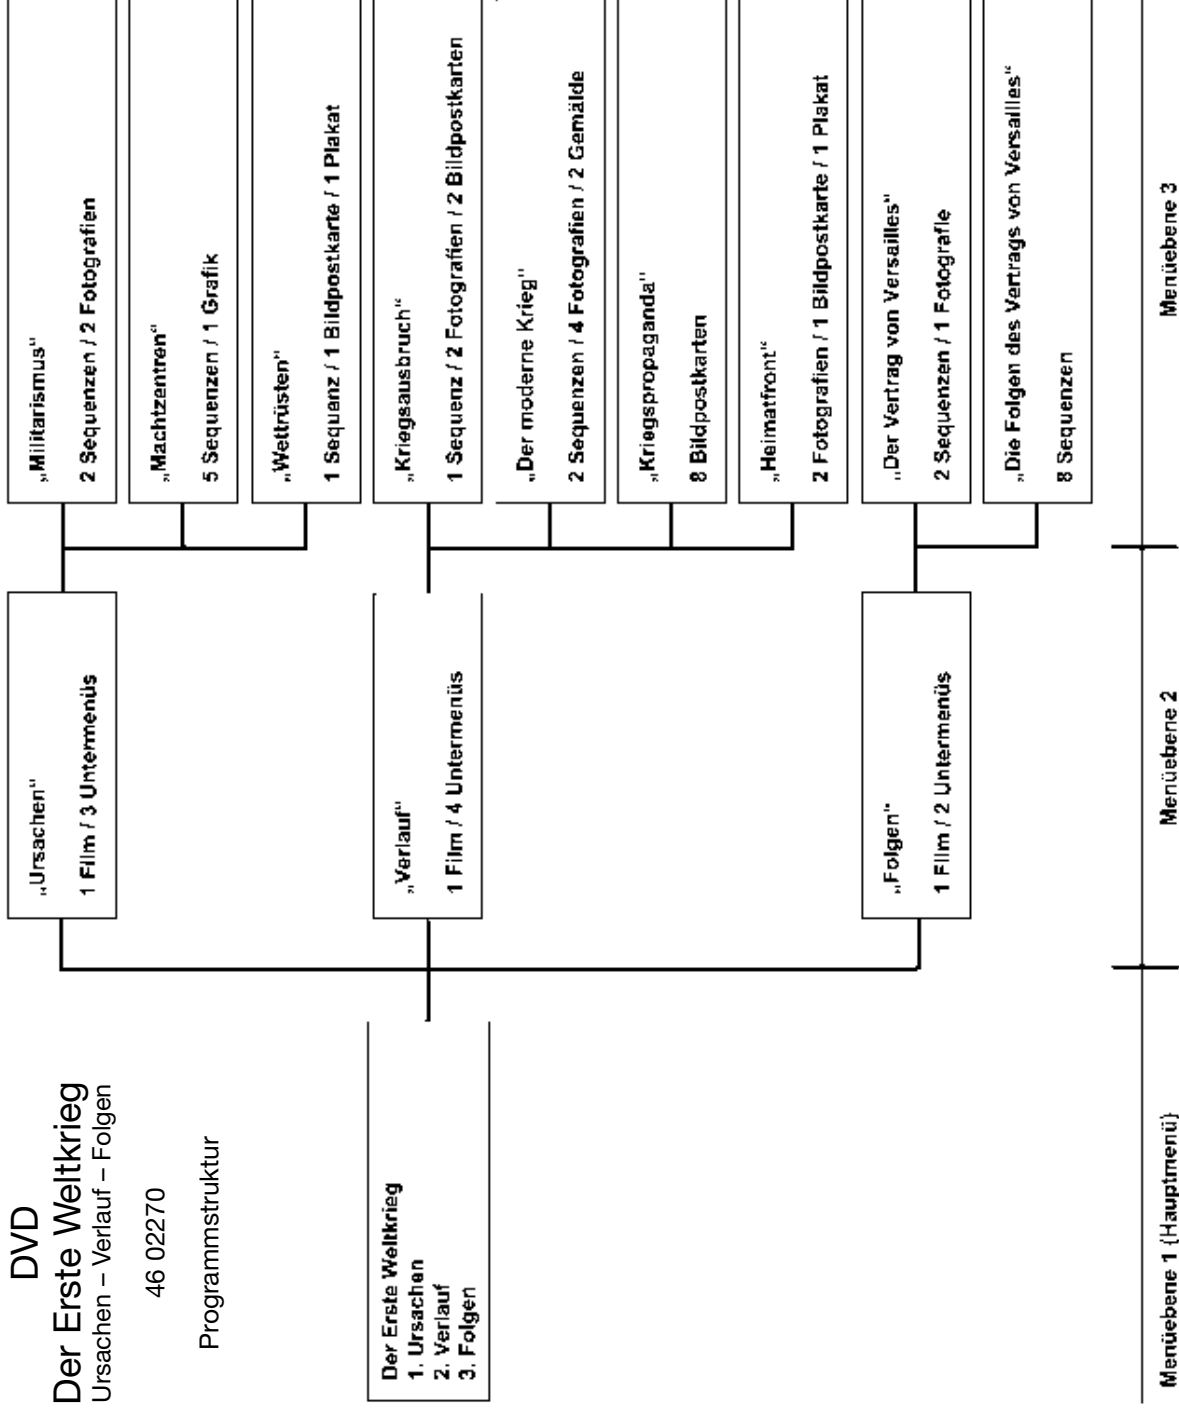 DVD
Der Erste Weltkrieg
Ursachen – Verlauf – Folgen
46 02270
Programmstruktur
Der Erste Weltkrieg
1. Ursachen
2. Verlauf
3. Folgen
„Ursachen“
1 Film / 3 Untermenüs
„Verlauf“
1 Film / 4 Untermenüs
„Folgen“
1 Film / 2 Untermenüs
„Militarismus“
2 Sequenzen / 2 Fotografien
„Machtzentren“
5 Sequenzen / 1 Grafik
„Wettrüsten“
1 Sequenz / 1 Bildpostkarte / 1 Plakat
„Kriegsausbruch“
1 Sequenz / 2 Fotografien / 2 Bildpostkarten
„Der moderne Krieg“
2 Sequenzen / 4 Fotografien / 2 Gemälde
„Kriegspropaganda“
8 Bildpostkarten
„Heimatfront“
2 Fotografien / 1 Bildpostkarte / 1 Plakat
„Der Vertrag von Versailles“
2 Sequenzen / 1 Fotografie
„Die Folgen des Vertrags von Versailles“
8 Sequenzen
Menüebene 1 (Hauptmenü)
Menüebene 2
Menüebene 3